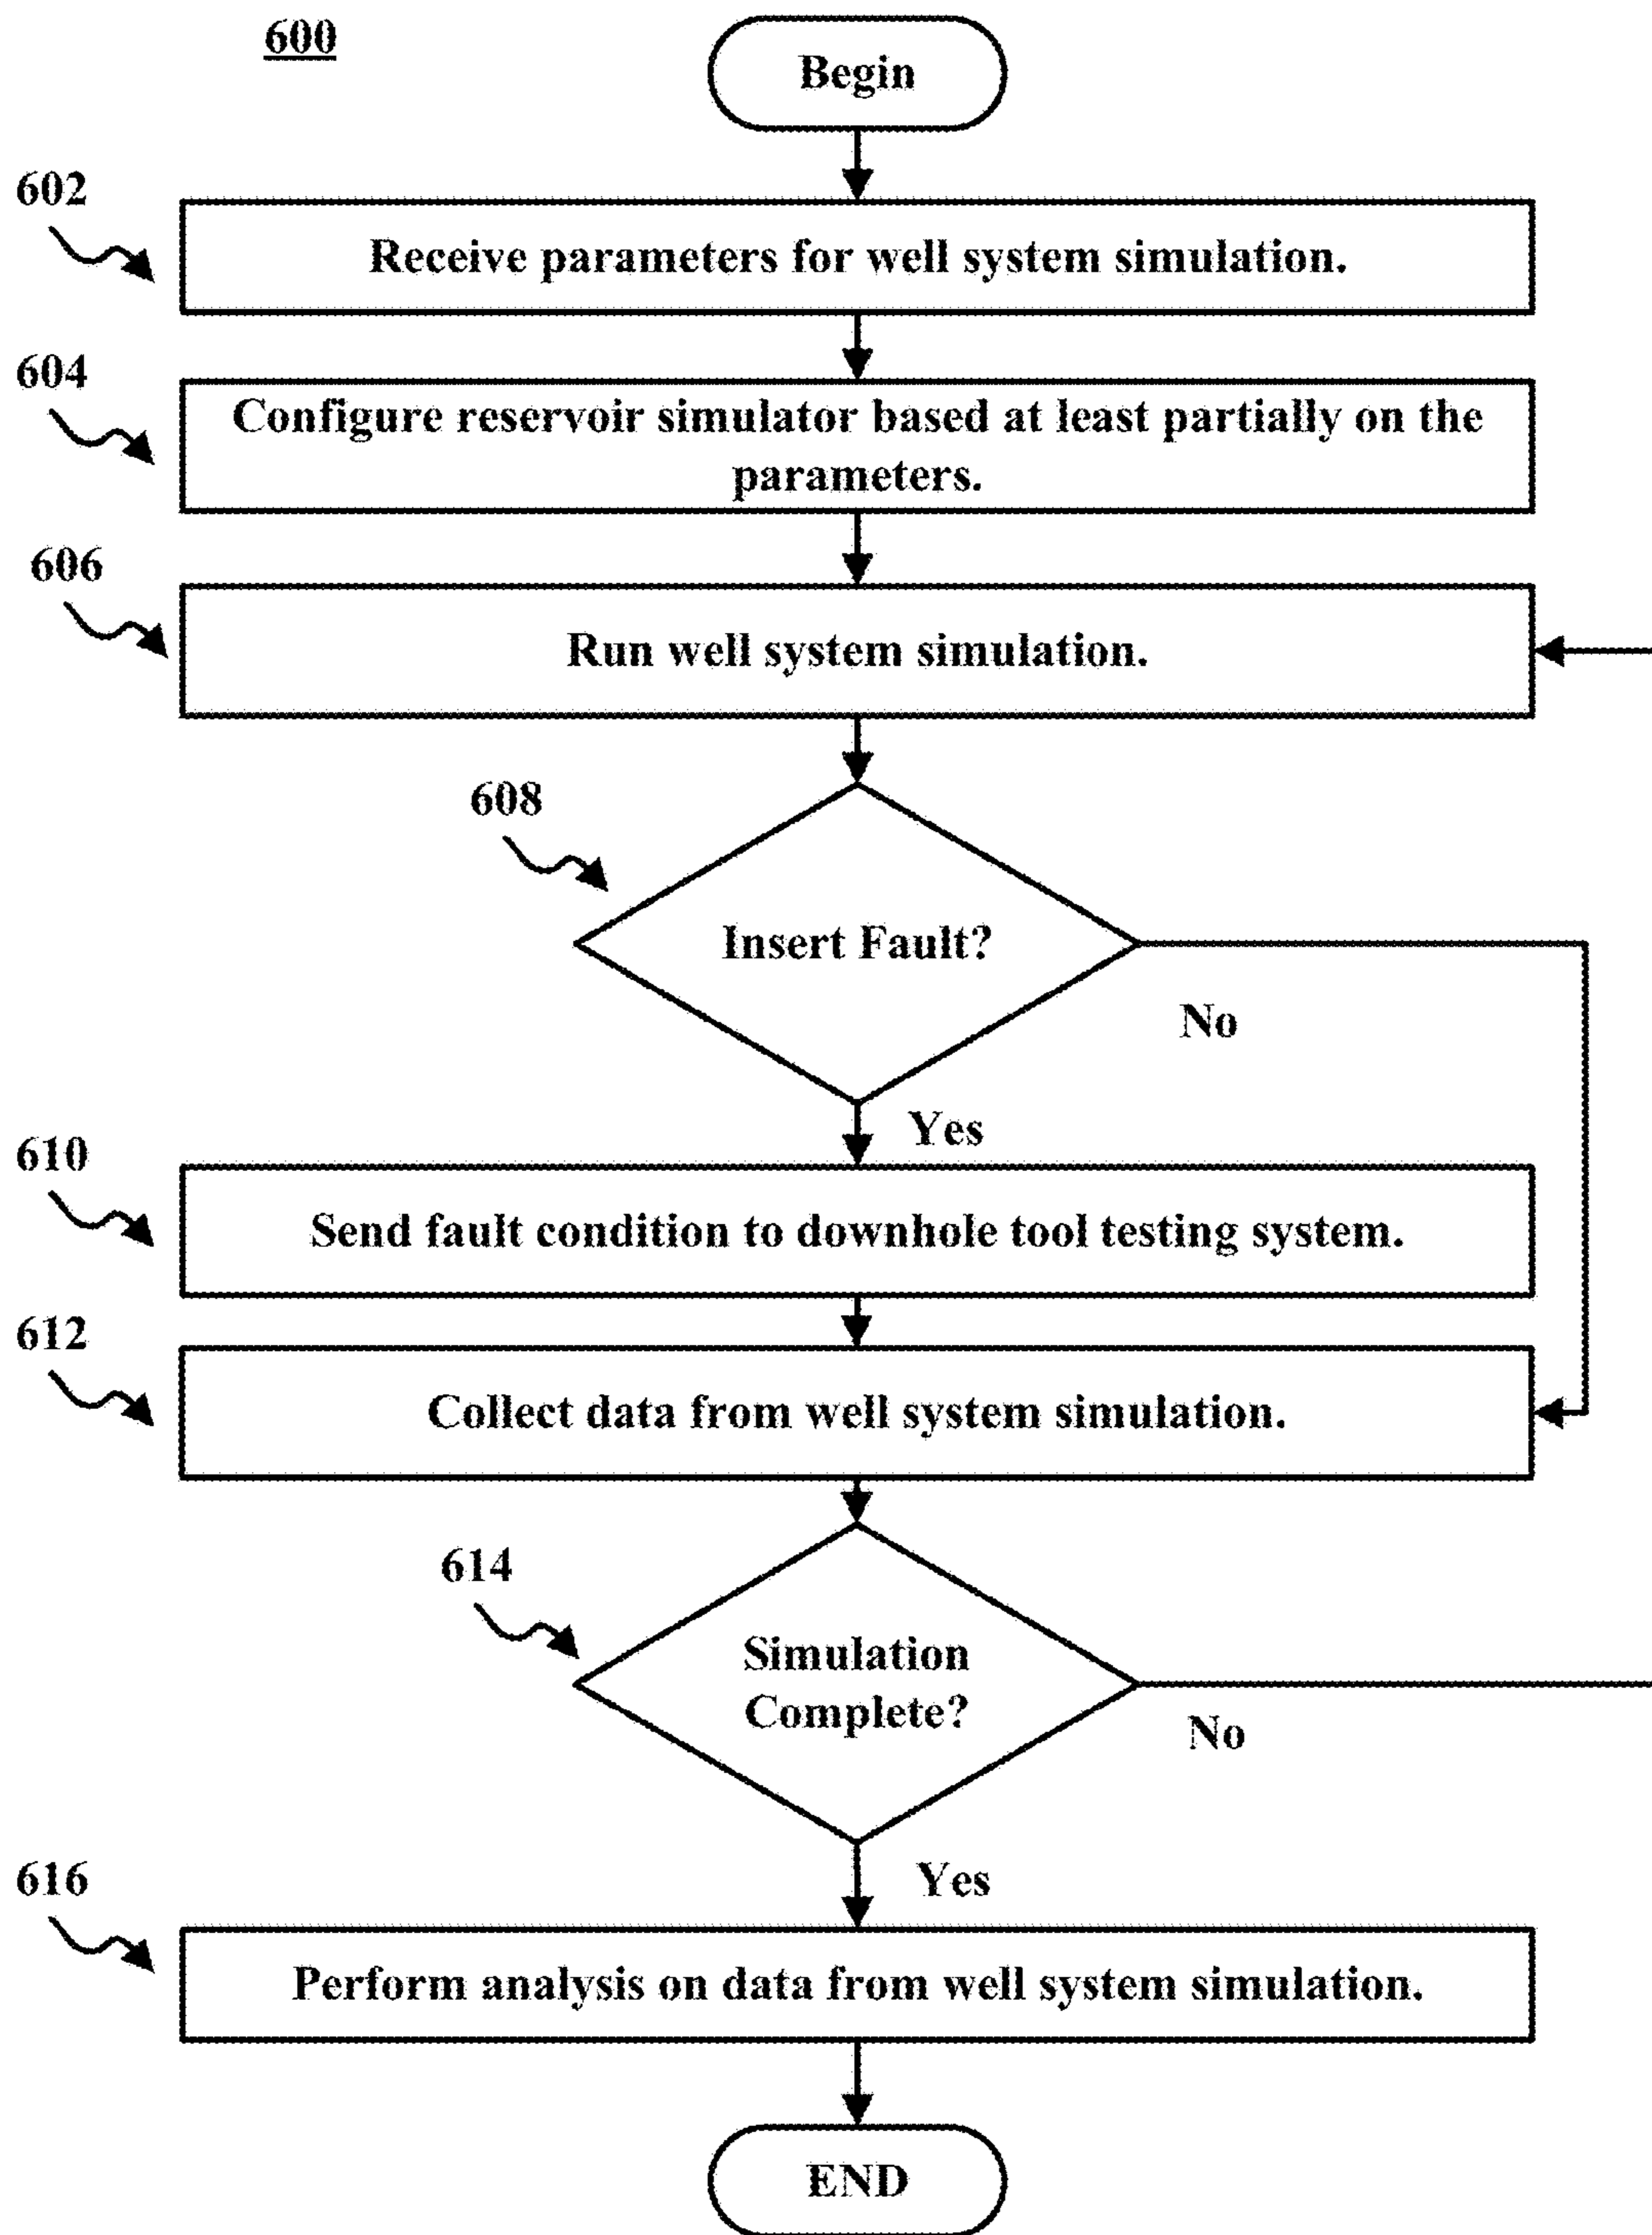 600
Begin
602
Receive parameters for well system simulation.
604
Configure reservoir simulator based at least partially on the
parameters.
606
Run well system simulation.
608
Insert Fault?
No
Yes
610
Send fault condition to downhole tool testing system.
612
Collect data from well system simulation.
614
Simulation
Complete?
No
Yes
616
Perform analysis on data from well system simulation.
END